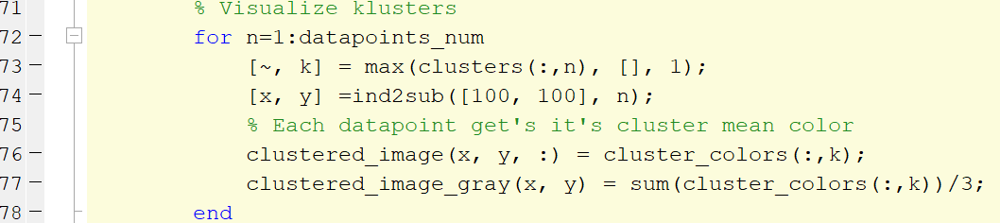 71 % Visualize klusters
72 - for n=1:datapoints_num
73 - [~, k] = max(clusters(:,n), [], 1);
74 - [x, y] =ind2sub([100, 100], n);
75 % Each datapoint get's it's cluster mean color
76 - clustered_image(x, y, :) = cluster_colors(:,k);
77 - clustered_image_gray(x, y) = sum(cluster_colors(:,k))/3;
78 - end